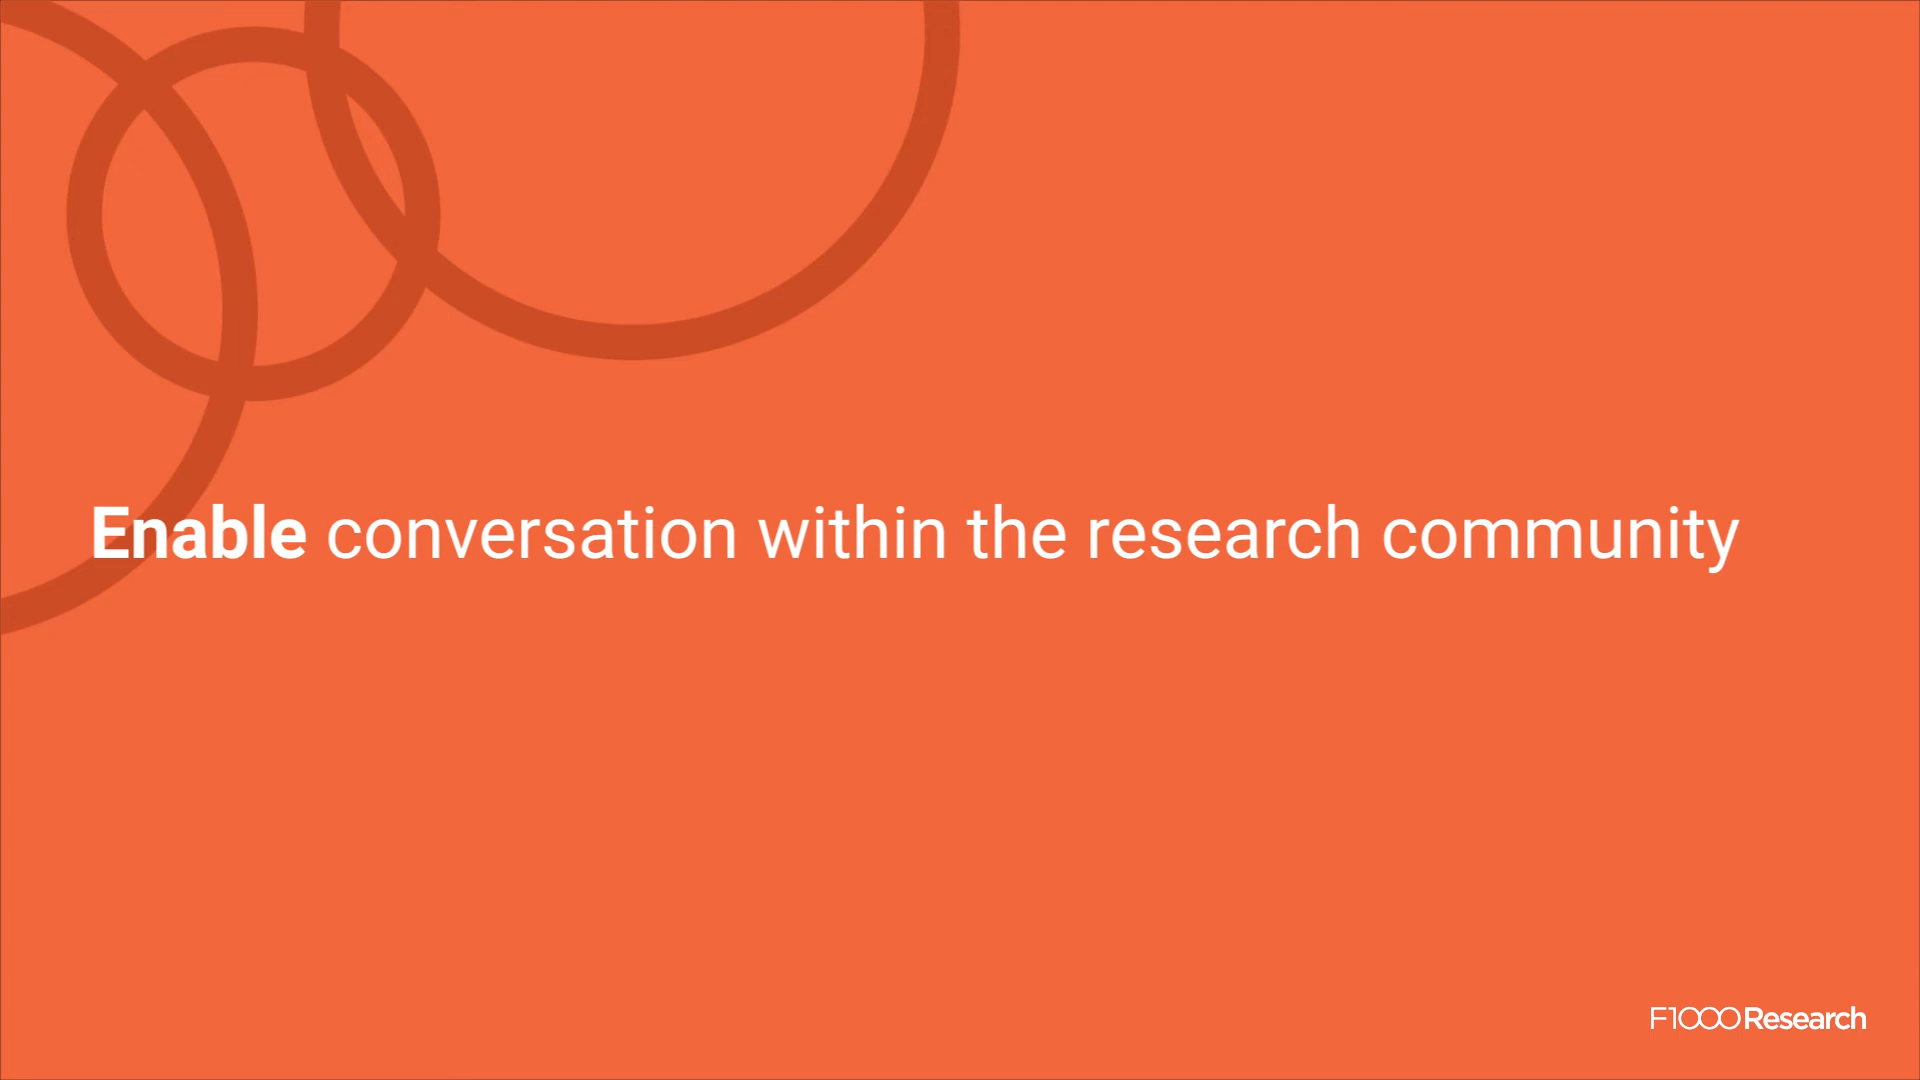 Enable conversation within the research community
F1000Research